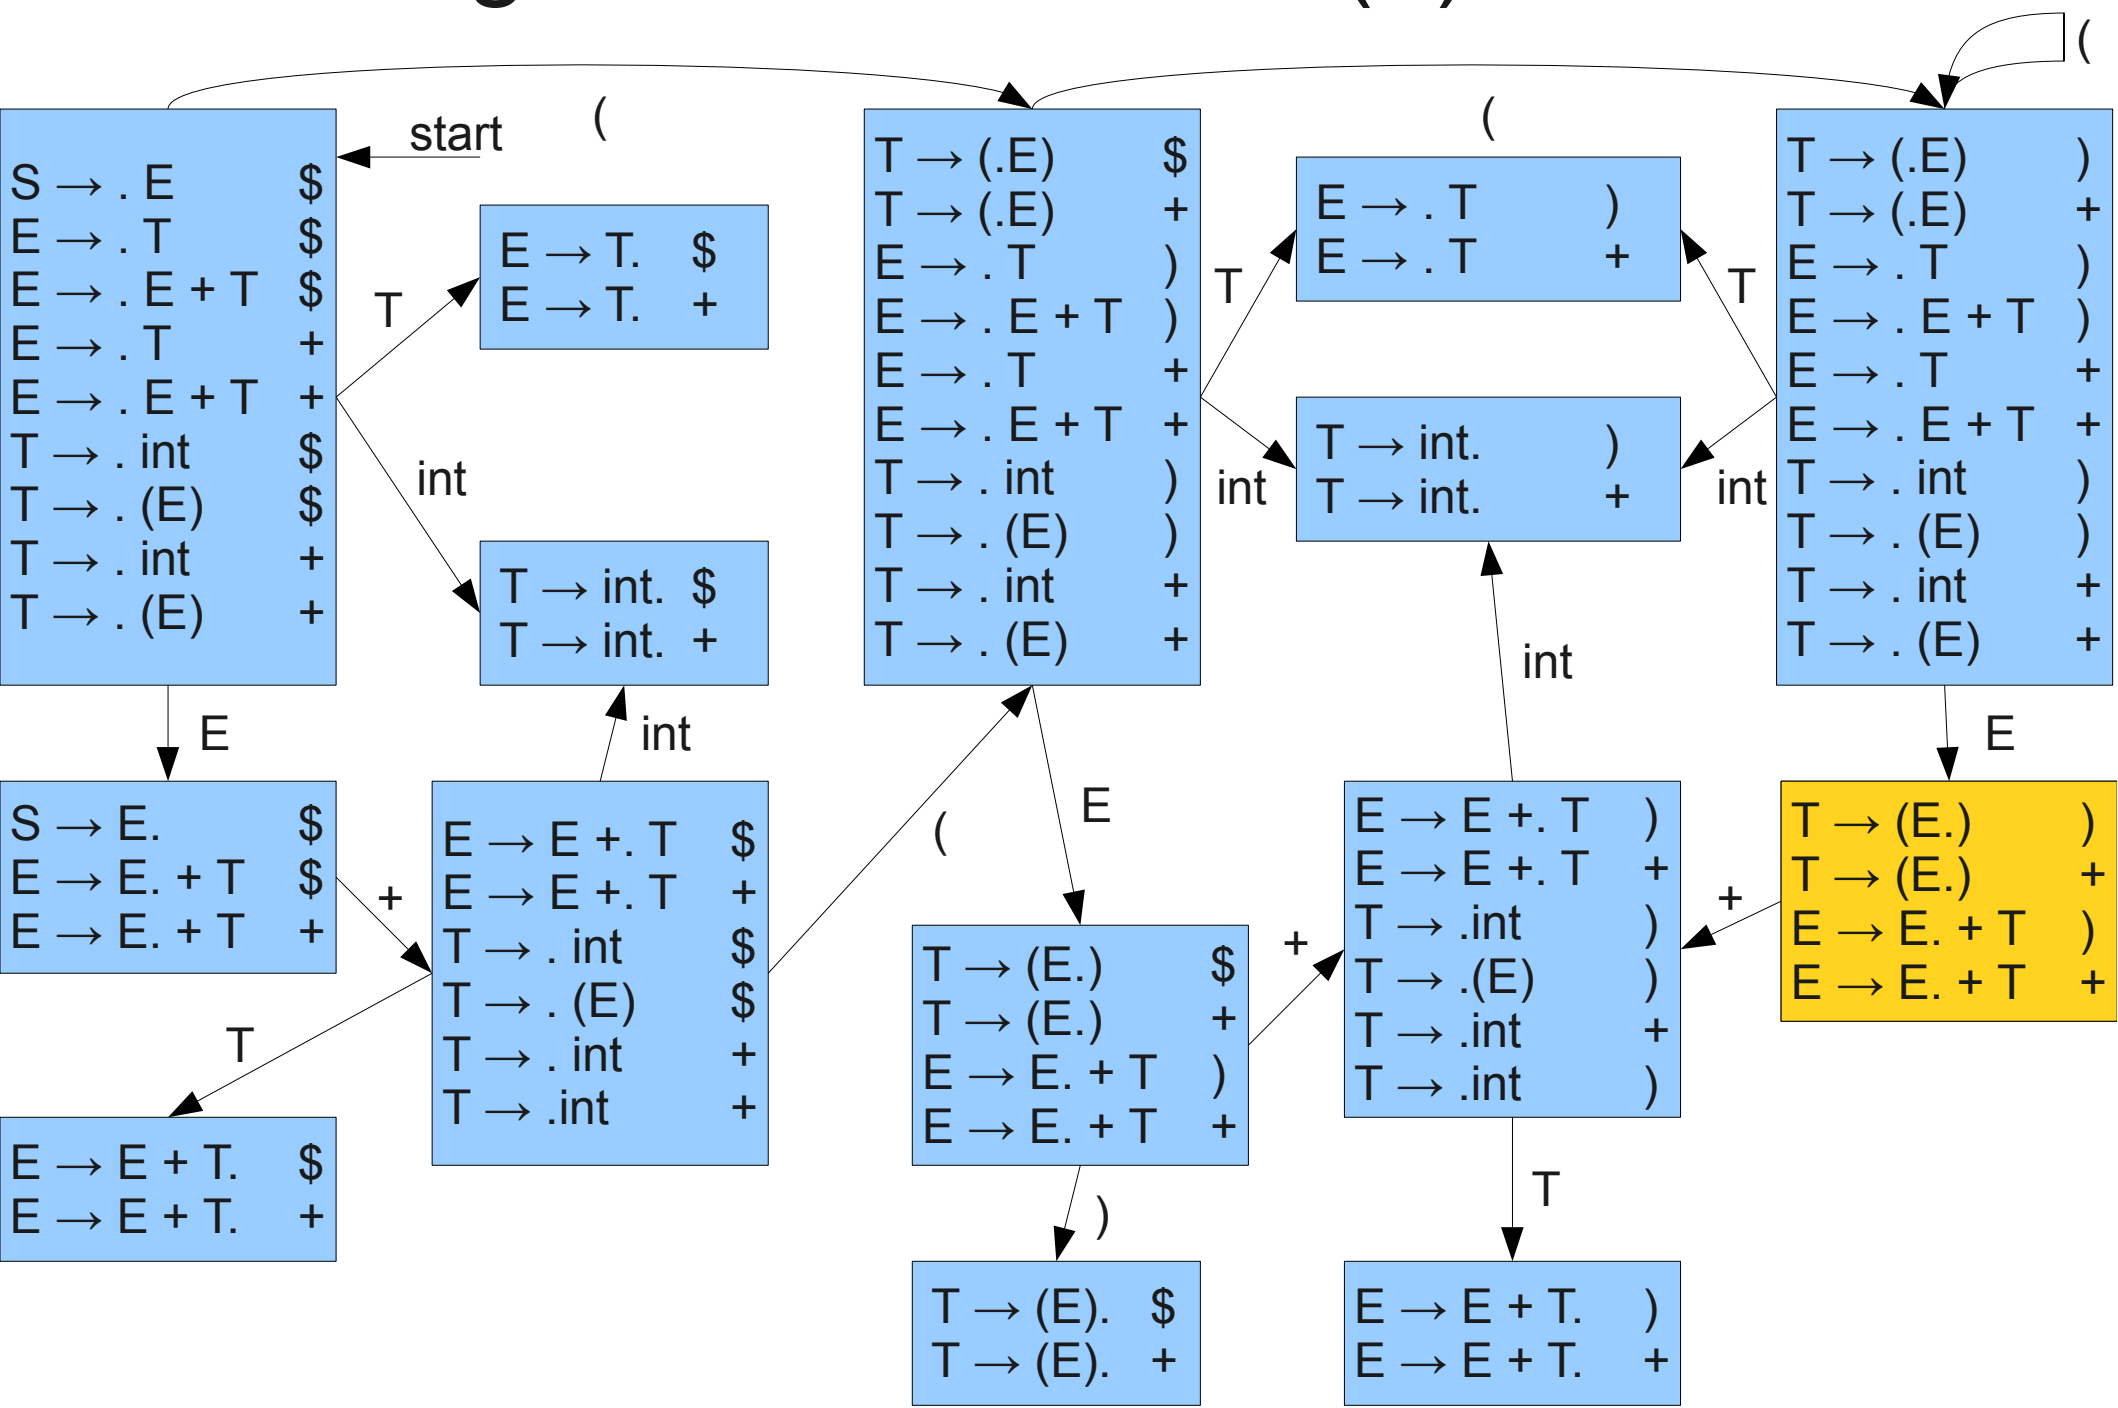 (
start
(
(
S → . E $
E → . T $
E → . E + T $
E → . T +
E → . E + T +
T → . int $
T → . (E) $
T → . int +
T → . (E) +
T
E → T. $
E → T. +
int
T → int. $
T → int. +
T → (.E) $
T → (.E) +
E → . T )
E → . E + T )
E → . T +
E → . E + T +
T → . int )
T → . (E) )
T → . int +
T → . (E) +
T
E → . T )
E → . T +
T
int
T → int. )
T → int. +
int
T → (.E) )
T → (.E) +
E → . T )
E → . E + T )
E → . T +
E → . E + T +
T → . int )
T → . (E) )
T → . int +
T → . (E) +
E
int
E
int
E
S → E. $
E → E. + T $
E → E. + T +
+
E → E +. T $
E → E +. T +
T → . int $
T → . (E) $
T → . int +
T → .int +
(
T
E → E + T. $
E → E + T. +
T → (E.) $
T → (E.) +
E → E. + T )
E → E. + T +
+
E → E +. T )
E → E +. T +
T → .int )
T → .(E) )
T → .int +
T → .int )
+
T → (E.) )
T → (E.) +
E → E. + T )
E → E. + T +
)
T
T → (E). $
T → (E). +
E → E + T. )
E → E + T. +